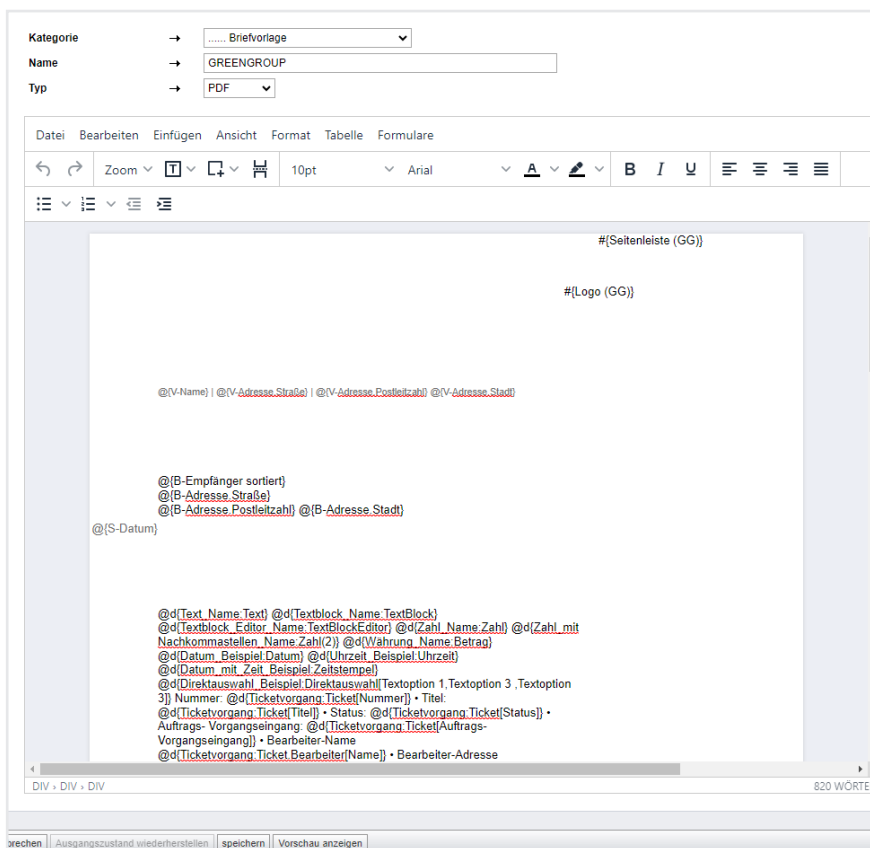 Kategorie → ...... Briefvorlage
Name → GREENGROUP
Typ → PDF
Datei Bearbeiten Einfügen Ansicht Format Tabelle Formulare
Zoom 10pt Arial A B I U
#{Seitenleiste (GG)}
#{Logo (GG)}
@{V-Name} | @{V-Adresse.Straße} | @{V-Adresse.Postleitzahl} @{V-Adresse.Stadt}
@{B-Empfänger sortiert}
@{B-Adresse.Straße}
@{B-Adresse.Postleitzahl} @{B-Adresse.Stadt}
@{S-Datum}
@d{Text_Name:Text} @d{Textblock_Name:TextBlock}
@d{Textblock_Editor_Name:TextBlockEditor} @d{Zahl_Name:Zahl} @d{Zahl_mit
Nachkommastellen_Name:Zahl(2)} @d{Währung_Name:Betrag}
@d{Datum_Beispiel:Datum} @d{Uhrzeit_Beispiel:Uhrzeit}
@d{Datum_mit_Zeit_Beispiel:Zeitstempel}
@d{Direktauswahl_Beispiel:Direktauswahl[Textoption 1,Textoption 3 ,Textoption
3]} Nummer: @d{Ticketvorgang:Ticket[Nummer]} • Titel:
@d{Ticketvorgang:Ticket[Titel]} • Status: @d{Ticketvorgang:Ticket[Status]} •
Auftrags- Vorgangseingang: @d{Ticketvorgang:Ticket[Auftrags-
Vorgangseingang]} • Bearbeiter-Name
@d{Ticketvorgang:Ticket.Bearbeiter[Name]} • Bearbeiter-Adresse
DIV › DIV › DIV 820 WÖRTE
brechen Ausgangszustand wiederherstellen speichern Vorschau anzeigen